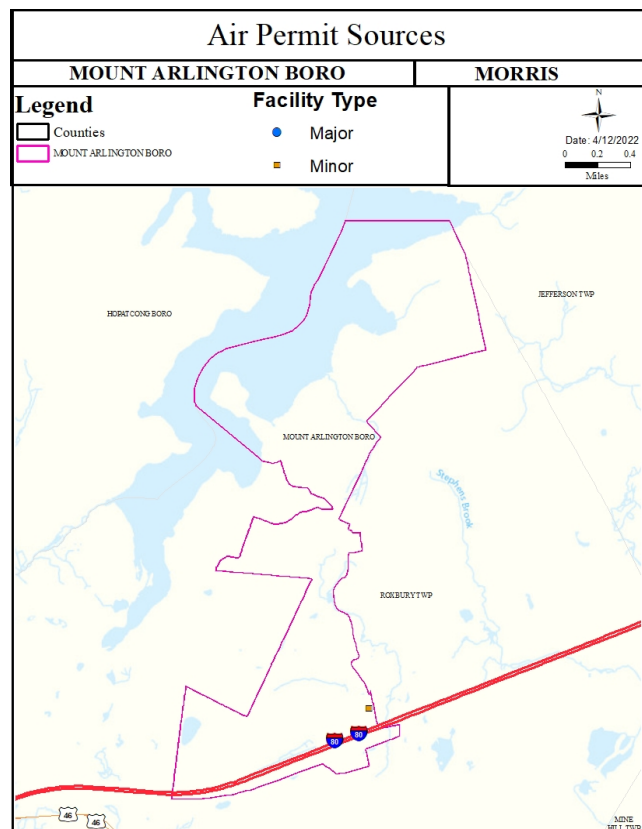 Air Permit Sources
MOUNT ARLINGTON BORO
MORRIS
Legend
Counties
MOUNT ARLINGTON BORO
Facility Type
Major
Minor
N
Date: 4/12/2022
0 0.2 0.4
Miles
JEFFERSON TWP
HOPATCONG BORO
MOUNT ARLINGTON BORO
Stephens Brook
ROXBURY TWP
80
80
46
46
MINE
HILL TWP